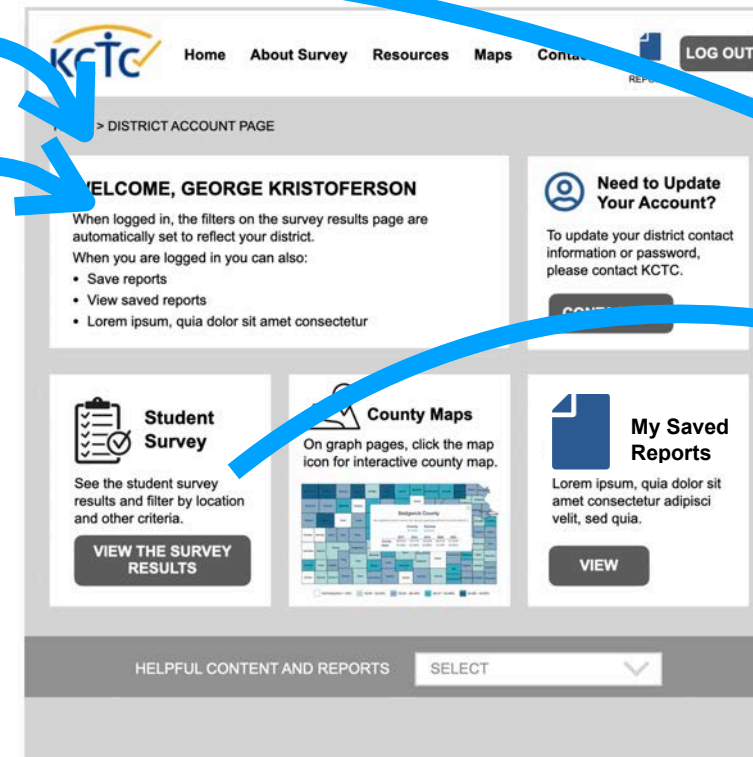 KCTC
Home About Survey Resources Maps
LOG OUT
> DISTRICT ACCOUNT PAGE
WELCOME, GEORGE KRISTOFERSON
When logged in, the filters on the survey results page are
automatically set to reflect your district.
When you are logged in you can also:
• Save reports
• View saved reports
• Lorem ipsum, quia dolor sit amet consectetur
Need to Update
Your Account?
To update your district contact
information or password,
please contact KCTC.
Student
Survey
See the student survey
results and filter by location
and other criteria.
VIEW THE SURVEY
RESULTS
County Maps
On graph pages, click the map
icon for interactive county map.
Sedgwick County
My Saved
Reports
Lorem ipsum, quia dolor sit
amet consectetur adipisci
velit, sed quia.
VIEW
HELPFUL CONTENT AND REPORTS
SELECT